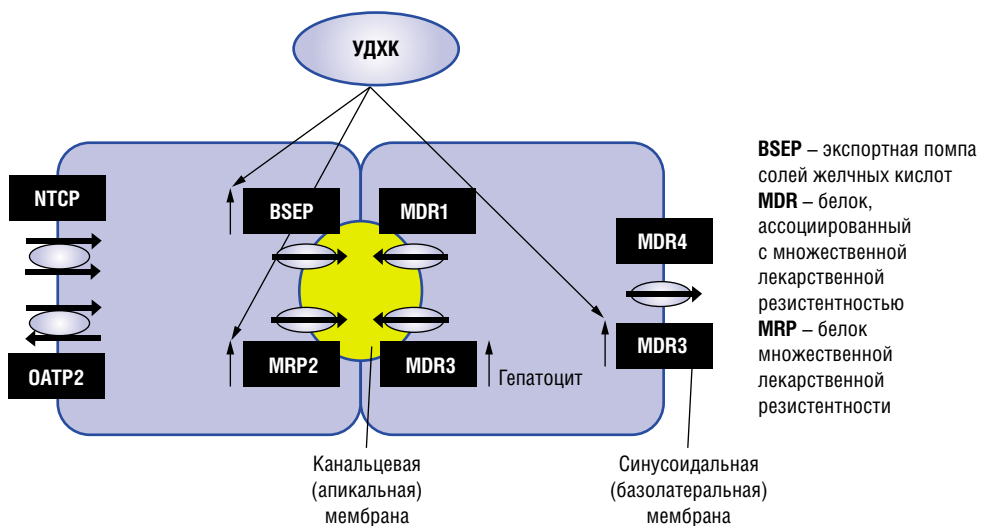 УДХК
NTCP
OATP2
BSEP
MRP2
MDR1
MDR3
Гепатоцит
MDR4
MDR3
Канальцевая
(апикальная)
мембрана
Синусоидальная
(базолатеральная)
мембрана
BSEP – экспортная помпа
солей желчных кислот
MDR – белок,
ассоциированный
с множественной
лекарственной
резистентностью
MRP – белок
множественной
лекарственной
резистентности